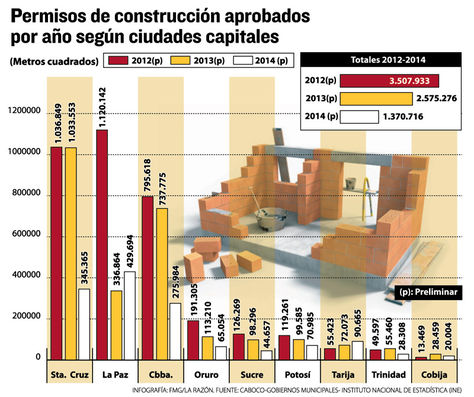 Permisos de construcción aprobados
por año según ciudades capitales
(Metros cuadrados)
2012(p)
2013(p)
2014 (p)
Totales 2012-2014
2012(p) 3.507.933
2013(p) 2.575.276
2014 (p) 1.370.716
1200000
1000000
800000
600000
400000
200000
0
1.036.849
1.033.553
345.365
1.120.142
336.864
429.694
795.618
737.775
275.984
191.305
113.210
65.054
126.269
98.296
44.657
119.261
99.585
70.985
55.423
72.073
90.665
49.597
55.460
28.308
13.469
28.459
20.004
(p): Preliminar
Sta. Cruz
La Paz
Cbba.
Oruro
Sucre
Potosí
Tarija
Trinidad
Cobija
INFOGRAFÍA: FMG/LA RAZÓN. FUENTE: CABOCO-GOBIERNOS MUNICIPALES- INSTITUTO NACIONAL DE ESTADÍSTICA (INE)